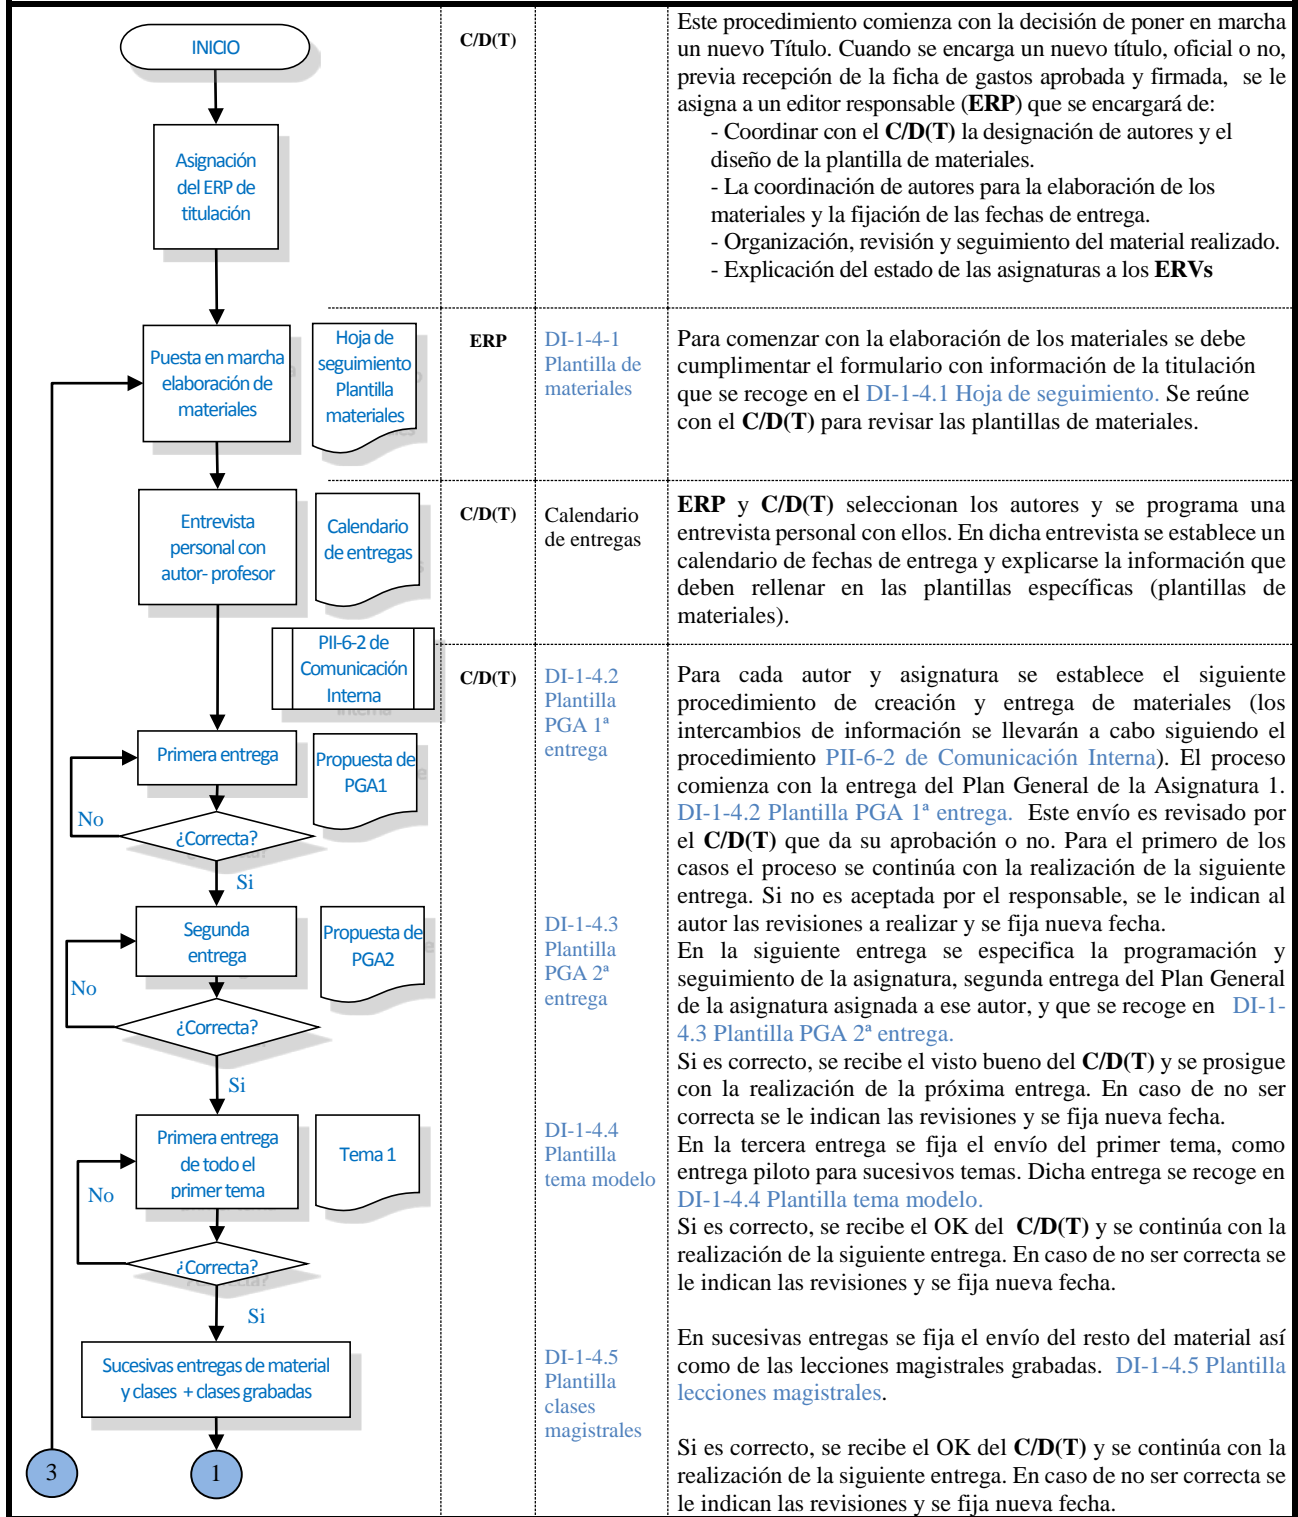 INICIO
C/D(T)
Este procedimiento comienza con la decisión de poner en marcha
un nuevo Título. Cuando se encarga un nuevo título, oficial o no,
previa recepción de la ficha de gastos aprobada y firmada, se le
asigna a un editor responsable (ERP) que se encargará de:
- Coordinar con el C/D(T) la designación de autores y el
diseño de la plantilla de materiales.
- La coordinación de autores para la elaboración de los
materiales y la fijación de las fechas de entrega.
- Organización, revisión y seguimiento del material realizado.
- Explicación del estado de las asignaturas a los ERVs
Asignación
del ERP de
titulación
Puesta en marcha
elaboración de
materiales
Hoja de
seguimiento
Plantilla
materiales
ERP
DI-1-4-1
Plantilla de
materiales
Para comenzar con la elaboración de los materiales se debe
cumplimentar el formulario con información de la titulación
que se recoge en el DI-1-4.1 Hoja de seguimiento. Se reúne
con el C/D(T) para revisar las plantillas de materiales.
Entrevista
personal con
autor- profesor
Calendario
de entregas
C/D(T)
Calendario
de entregas
ERP y C/D(T) seleccionan los autores y se programa una
entrevista personal con ellos. En dicha entrevista se establece un
calendario de fechas de entrega y explicarse la información que
deben rellenar en las plantillas específicas (plantillas de
materiales).
PII-6-2 de
Comunicación
Interna
Primera entrega
Propuesta de
PGA1
No
¿Correcta?
Si
C/D(T)
DI-1-4.2
Plantilla
PGA 1ª
entrega
Para cada autor y asignatura se establece el siguiente
procedimiento de creación y entrega de materiales (los
intercambios de información se llevarán a cabo siguiendo el
procedimiento PII-6-2 de Comunicación Interna). El proceso
comienza con la entrega del Plan General de la Asignatura 1.
DI-1-4.2 Plantilla PGA 1ª entrega. Este envío es revisado por
el C/D(T) que da su aprobación o no. Para el primero de los
casos el proceso se continúa con la realización de la siguiente
entrega. Si no es aceptada por el responsable, se le indican al
autor las revisiones a realizar y se fija nueva fecha.
Segunda
entrega
Propuesta de
PGA2
No
¿Correcta?
Si
DI-1-4.3
Plantilla
PGA 2ª
entrega
En la siguiente entrega se especifica la programación y
seguimiento de la asignatura, segunda entrega del Plan General
de la asignatura asignada a ese autor, y que se recoge en DI-1-
4.3 Plantilla PGA 2ª entrega.
Si es correcto, se recibe el visto bueno del C/D(T) y se prosigue
con la realización de la próxima entrega. En caso de no ser
correcta se le indican las revisiones y se fija nueva fecha.
Primera entrega
de todo el
primer tema
Tema 1
No
¿Correcta?
Si
DI-1-4.4
Plantilla
tema modelo
En la tercera entrega se fija el envío del primer tema, como
entrega piloto para sucesivos temas. Dicha entrega se recoge en
DI-1-4.4 Plantilla tema modelo.
Si es correcto, se recibe el OK del C/D(T) y se continúa con la
realización de la siguiente entrega. En caso de no ser correcta se
le indican las revisiones y se fija nueva fecha.
Sucesivas entregas de material
y clases + clases grabadas
DI-1-4.5
Plantilla
clases
magistrales
En sucesivas entregas se fija el envío del resto del material así
como de las lecciones magistrales grabadas. DI-1-4.5 Plantilla
lecciones magistrales.
Si es correcto, se recibe el OK del C/D(T) y se continúa con la
realización de la siguiente entrega. En caso de no ser correcta se
le indican las revisiones y se fija nueva fecha.
3
1